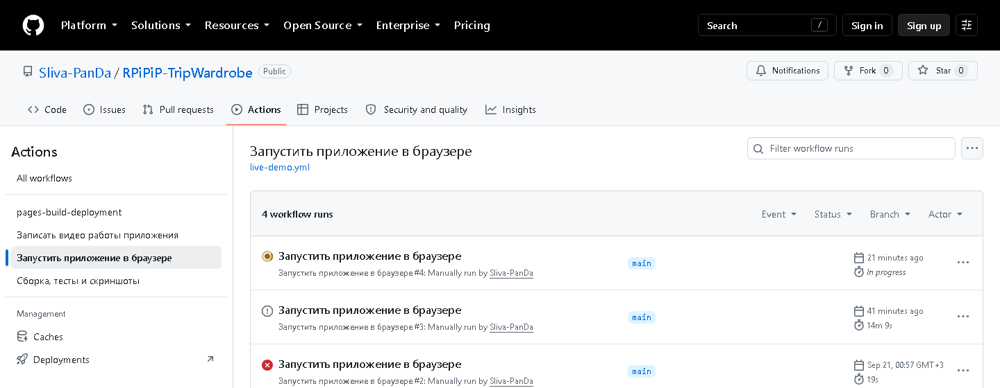 Platform Solutions Resources Open Source Enterprise Pricing Search / Sign in Sign up
Sliva-PanDa / RPiPiP-TripWardrobe Public Notifications Fork 0 Star 0
Code Issues Pull requests Actions Projects Security and quality Insights
Actions
All workflows
pages-build-deployment
Записать видео работы приложения
Запустить приложение в браузере
Сборка, тесты и скриншоты
Management
Caches
Deployments
Запустить приложение в браузере
live-demo.yml
Filter workflow runs
4 workflow runs Event Status Branch Actor
Запустить приложение в браузере
Запустить приложение в браузере #4: Manually run by Sliva-PanDa
main
21 minutes ago
In progress
Запустить приложение в браузере
Запустить приложение в браузере #3: Manually run by Sliva-PanDa
main
41 minutes ago
14m 9s
Запустить приложение в браузере
Запустить приложение в браузере #2: Manually run by Sliva-PanDa
main
Sep 21, 00:57 GMT+3
19s